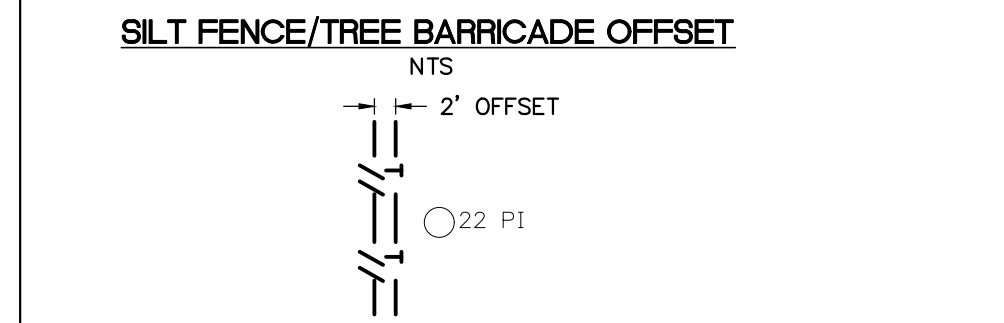 SILT FENCE/TREE BARRICADE OFFSET
NTS
2' OFFSET
22 PI